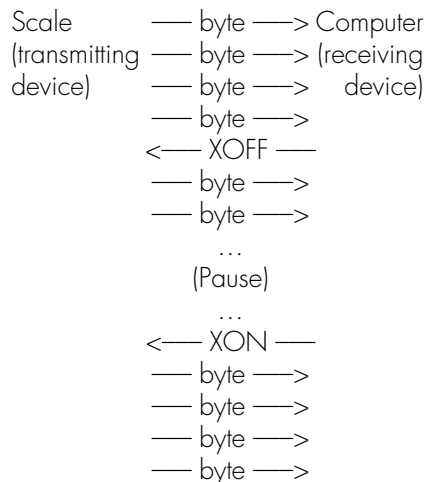 Scale —– byte —–> Computer
(transmitting —– byte —–> (receiving
device) —– byte —–> device)
—– byte —–>
<—– XOFF —–
—– byte —–>
—– byte —–>
…
(Pause)
…
<—– XON —–
—– byte —–>
—– byte —–>
—– byte —–>
—– byte —–>